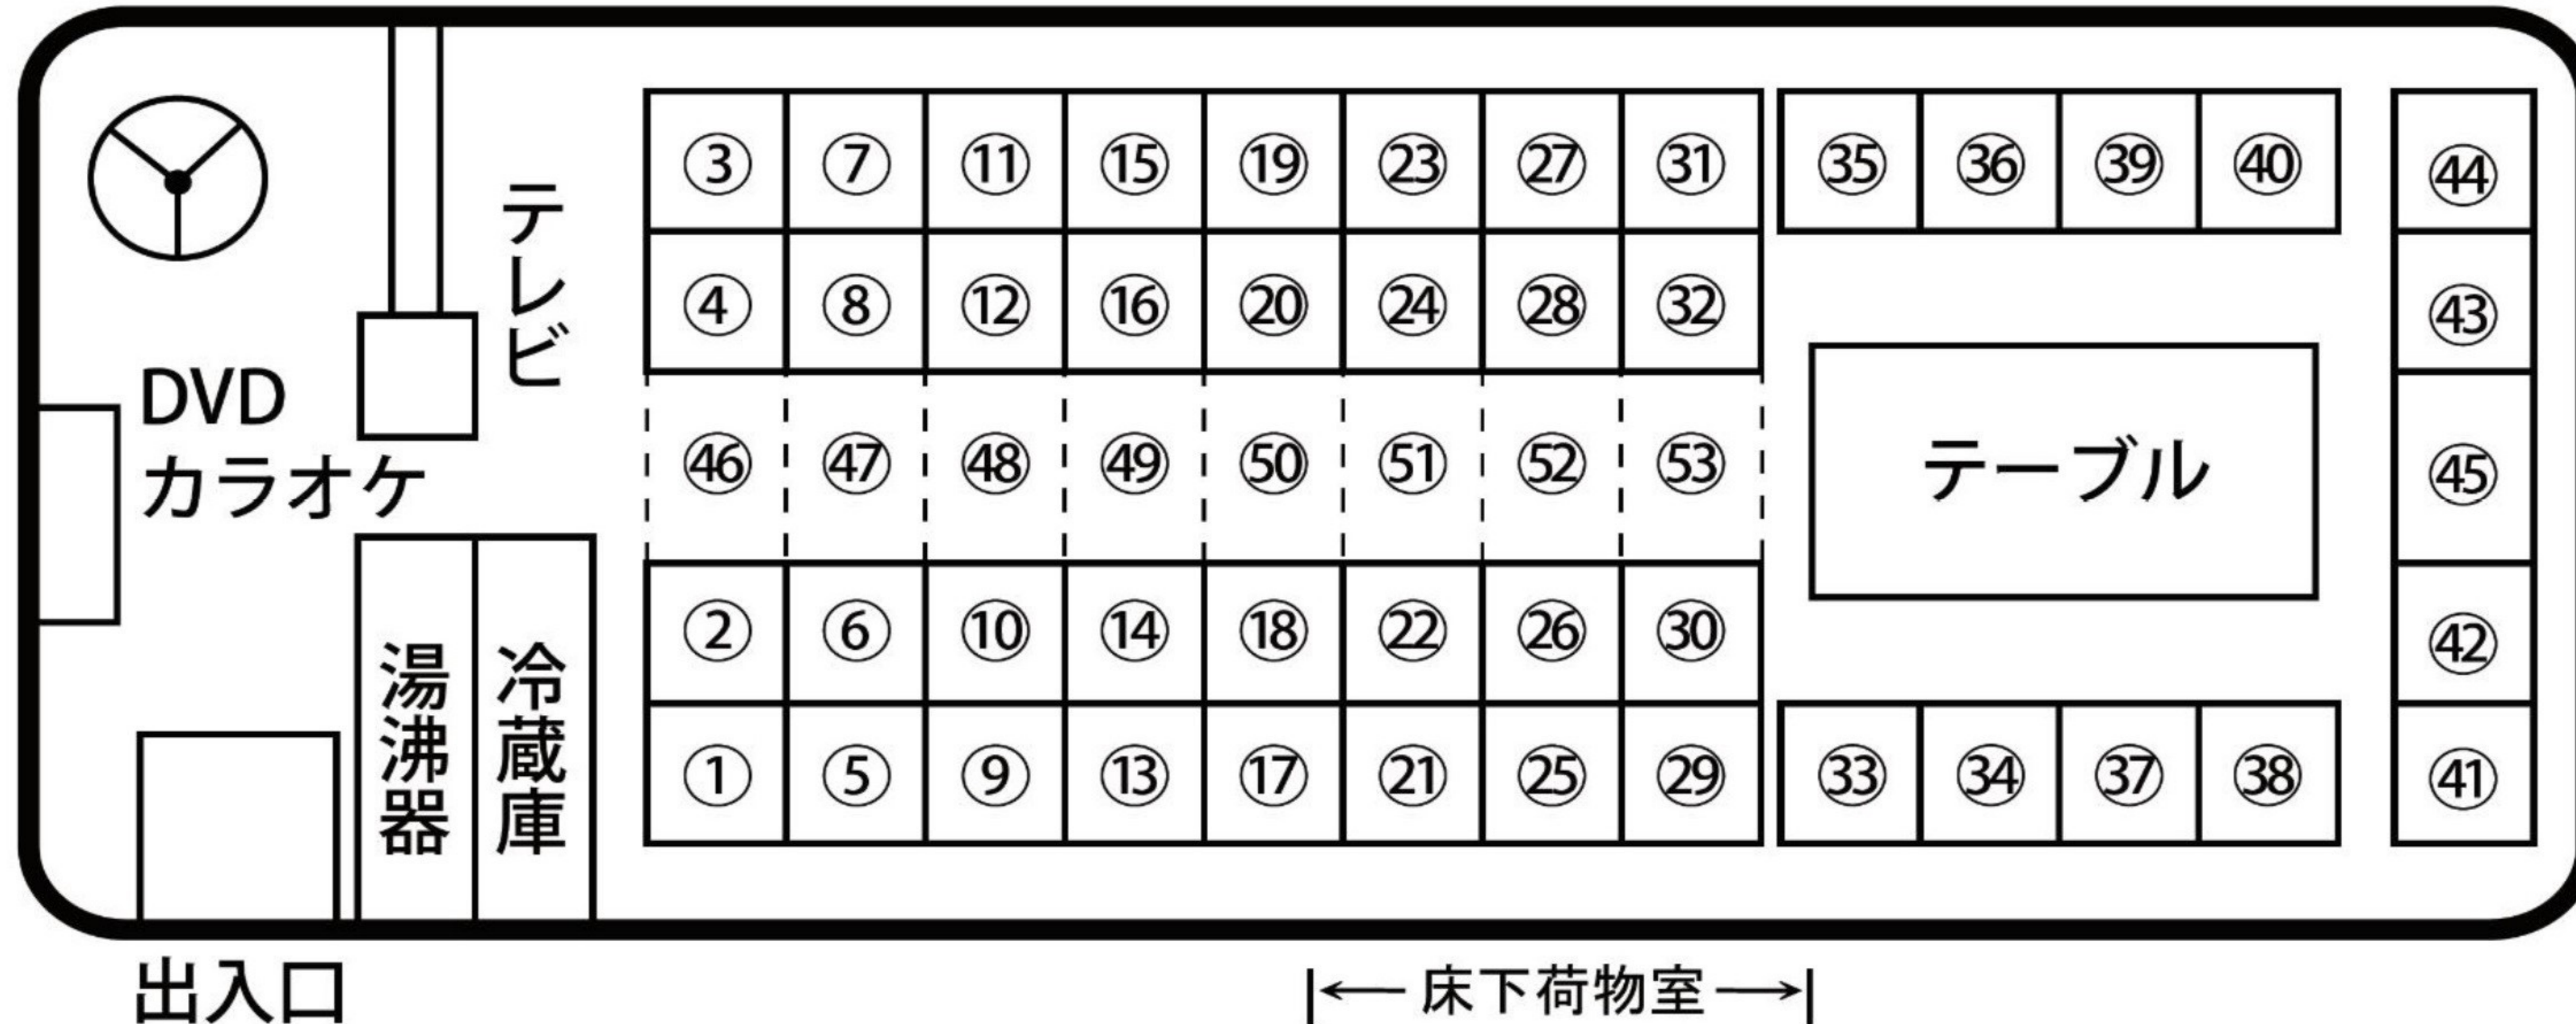 ③ ⑦ ⑪ ⑮ ⑲ ㉓ ㉗ ㉛ ㉟ ㊱ ㊴ ㊵ ㊹
④ ⑧ ⑫ ⑯ ⑳ ㉔ ㉘ ㉜ ㊸
テレビ
DVD
カラオケ
㊻ ㊼ ㊽ ㊾ ㊿ 51 52 53 テーブル ㊺
② ⑥ ⑩ ⑭ ⑱ ㉒ ㉖ ㉚ ㊷
① ⑤ ⑨ ⑬ ⑰ ㉑ ㉕ ㉙ ㉝ ㉞ ㊲ ㊳ ㊶
湯沸器
冷蔵庫
出入口
床下荷物室